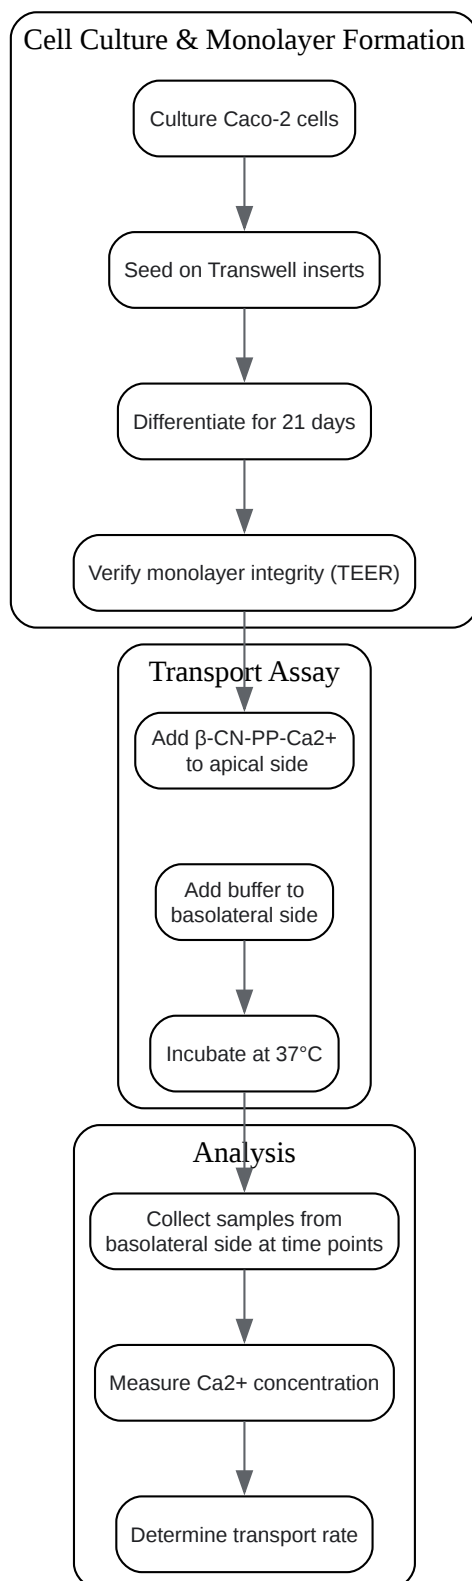 Cell Culture & Monolayer Formation
Culture Caco-2 cells
Seed on Transwell inserts
Differentiate for 21 days
Verify monolayer integrity (TEER)
Transport Assay
Add β-CN-PP-Ca2+
to apical side
Add buffer to
basolateral side
Incubate at 37°C
Analysis
Collect samples from
basolateral side at time points
Measure Ca2+ concentration
Determine transport rate